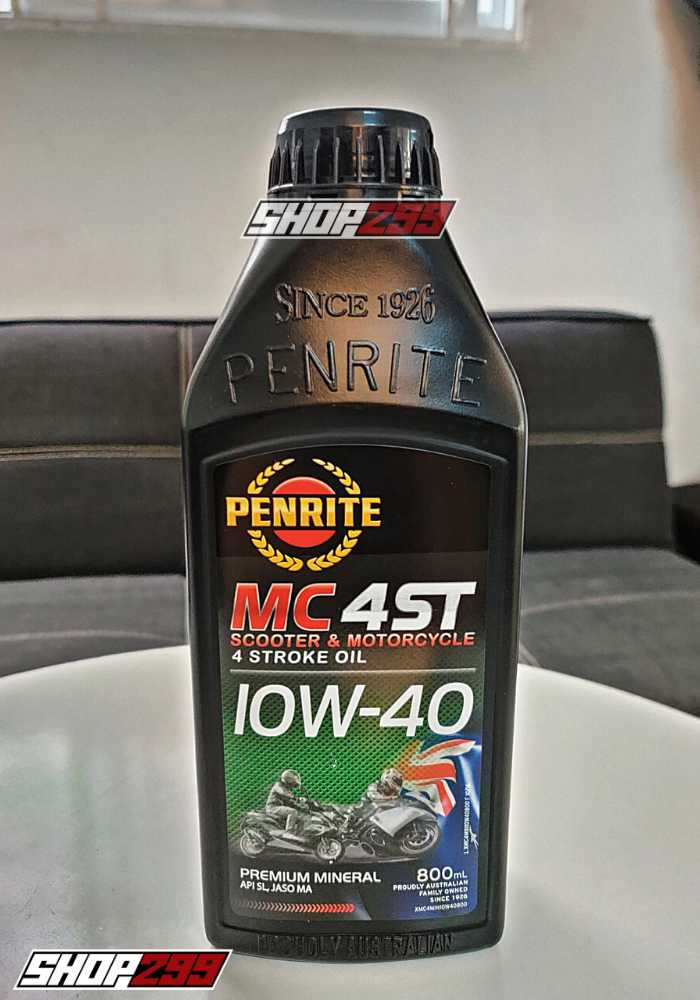 SHOP299
SINCE 1926
PENRITE
PENRITE
MC 4ST
SCOOTER & MOTORCYCLE
4 STROKE OIL
10W-40
PREMIUM MINERAL
API SL, JASO MA
800mL
PROUDLY AUSTRALIAN
FAMILY OWNED
SINCE 1926
XMC4MIN10W40800
PROUDLY AUSTRALIAN
SHOP299